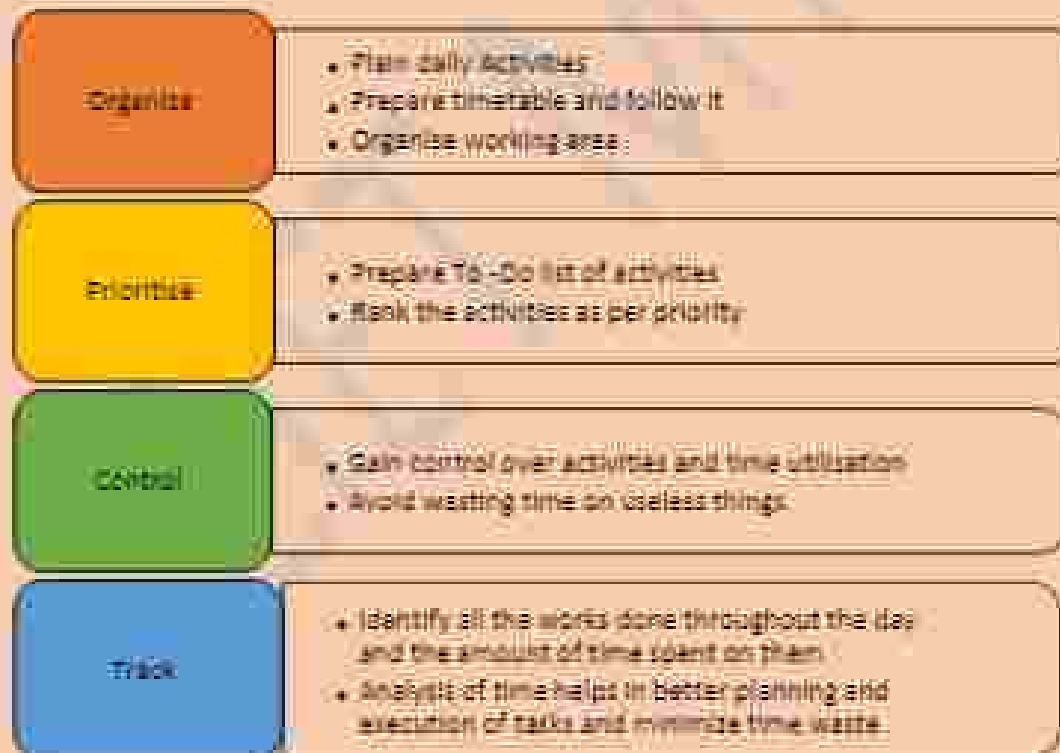 Organize
• Plain daily Activities
• Prepare timetable and follow it
• Organise working area
Prioritise
• Prepare To -Do list of activities
• Rank the activities as per priority
Control
• Gain control over activities and time utilization
• Avoid wasting time on useless things
Track
• Identify all the works done throughout the day
and the amount of time spent on them
• Analysis of time helps in better planning and
execution of tasks and minimize time waste